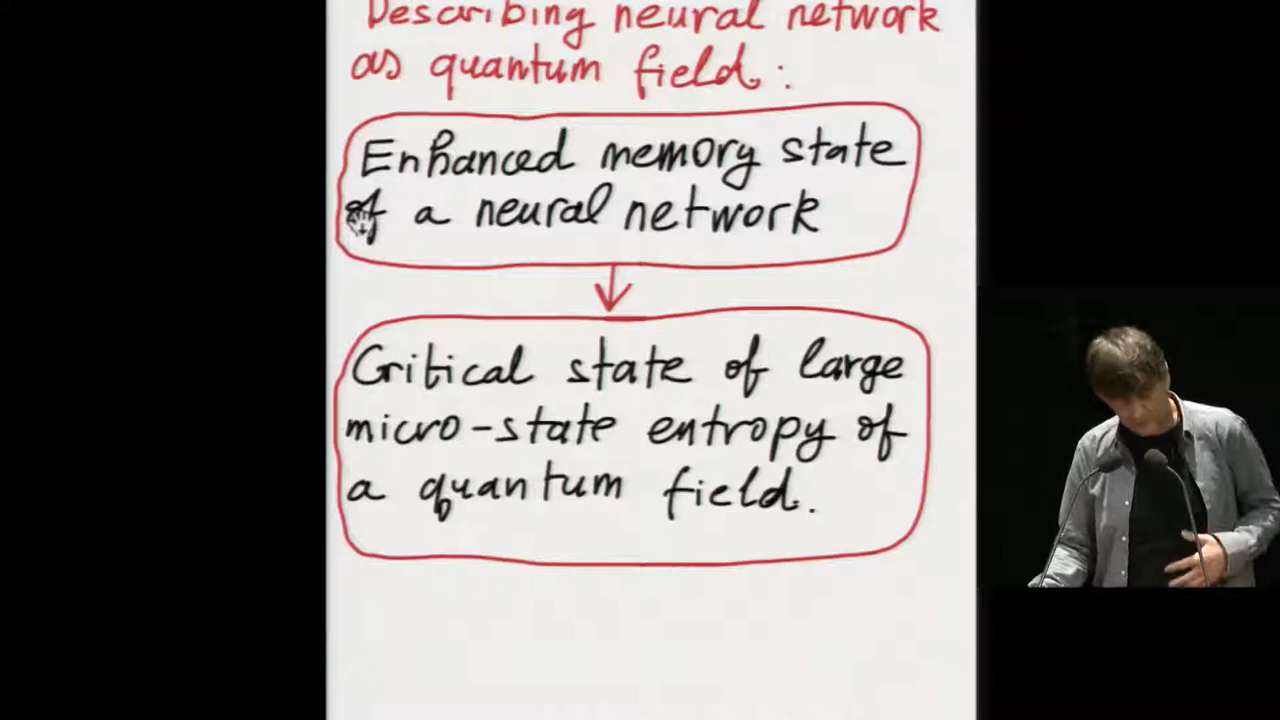 Describing neural network
as quantum field :
Enhanced memory state
of a neural network
Critical state of large
micro-state entropy of
a quantum field.